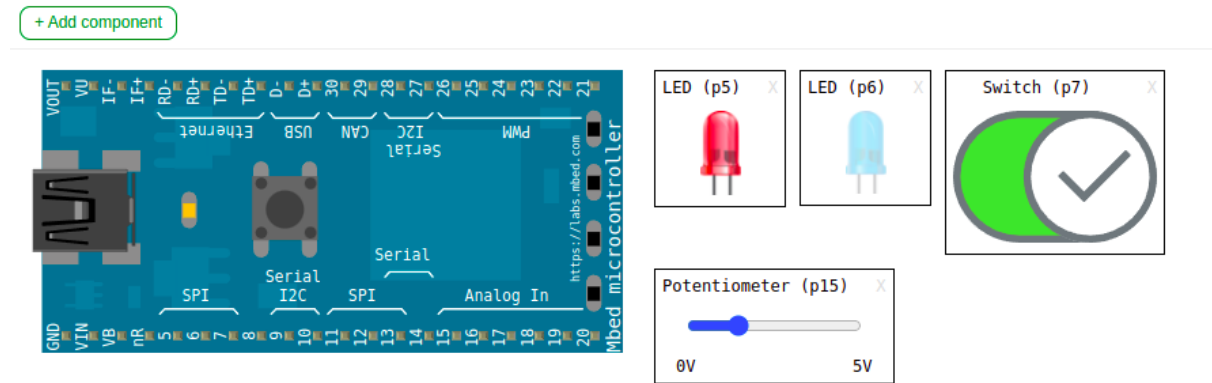 + Add component
VOUT VU IF- IF+ RD- RD+ TD- TD+ D- D+ 30 29 28 27 26 25 24 23 22 21
Ethernet USB CAN I2C PWM
Serial
https://labs.mbed.com
Mbed microcontroller
Serial
Serial
SPI I2C SPI Analog In
GND VIN VB nR 5 6 7 8 9 10 11 12 13 14 15 16 17 18 19 20
LED (p5) X
LED (p6) X
Switch (p7) X
Potentiometer (p15) X
0V 5V